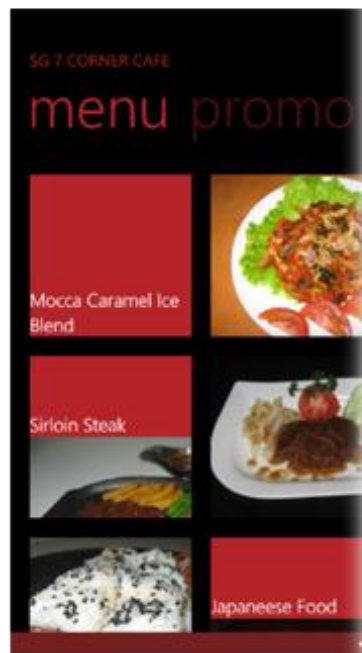 SG 7 CORNER CAFE
menu promo
Mocca Caramel Ice
Blend
Sirloin Steak
Japaneese Food